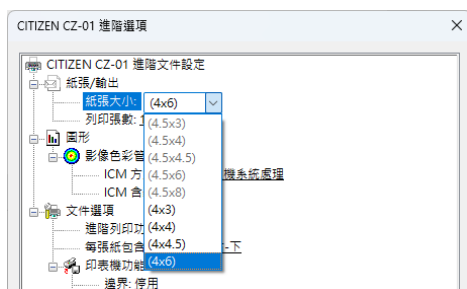 CITIZEN CZ-01 進階選項
CITIZEN CZ-01 進階文件設定
紙張/輸出
紙張大小: (4x6)
列印張數:
(4.5x3)
圖形
(4.5x4)
影像色彩管
(4.5x4.5)
ICM 方
(4.5x6)
機系統處理
ICM 含
(4.5x8)
文件選項
(4x3)
進階列印功
(4x4)
每張紙包含
(4x4.5)
-下
印表機功能
(4x6)
邊界: 停用